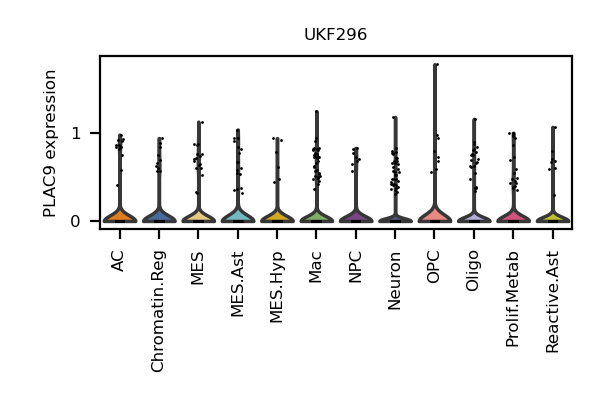 UKF296
PLAC9 expression
1
0
AC
Chromatin.Reg
MES
MES.Ast
MES.Hyp
Mac
NPC
Neuron
OPC
Oligo
Prolif.Metab
Reactive.Ast